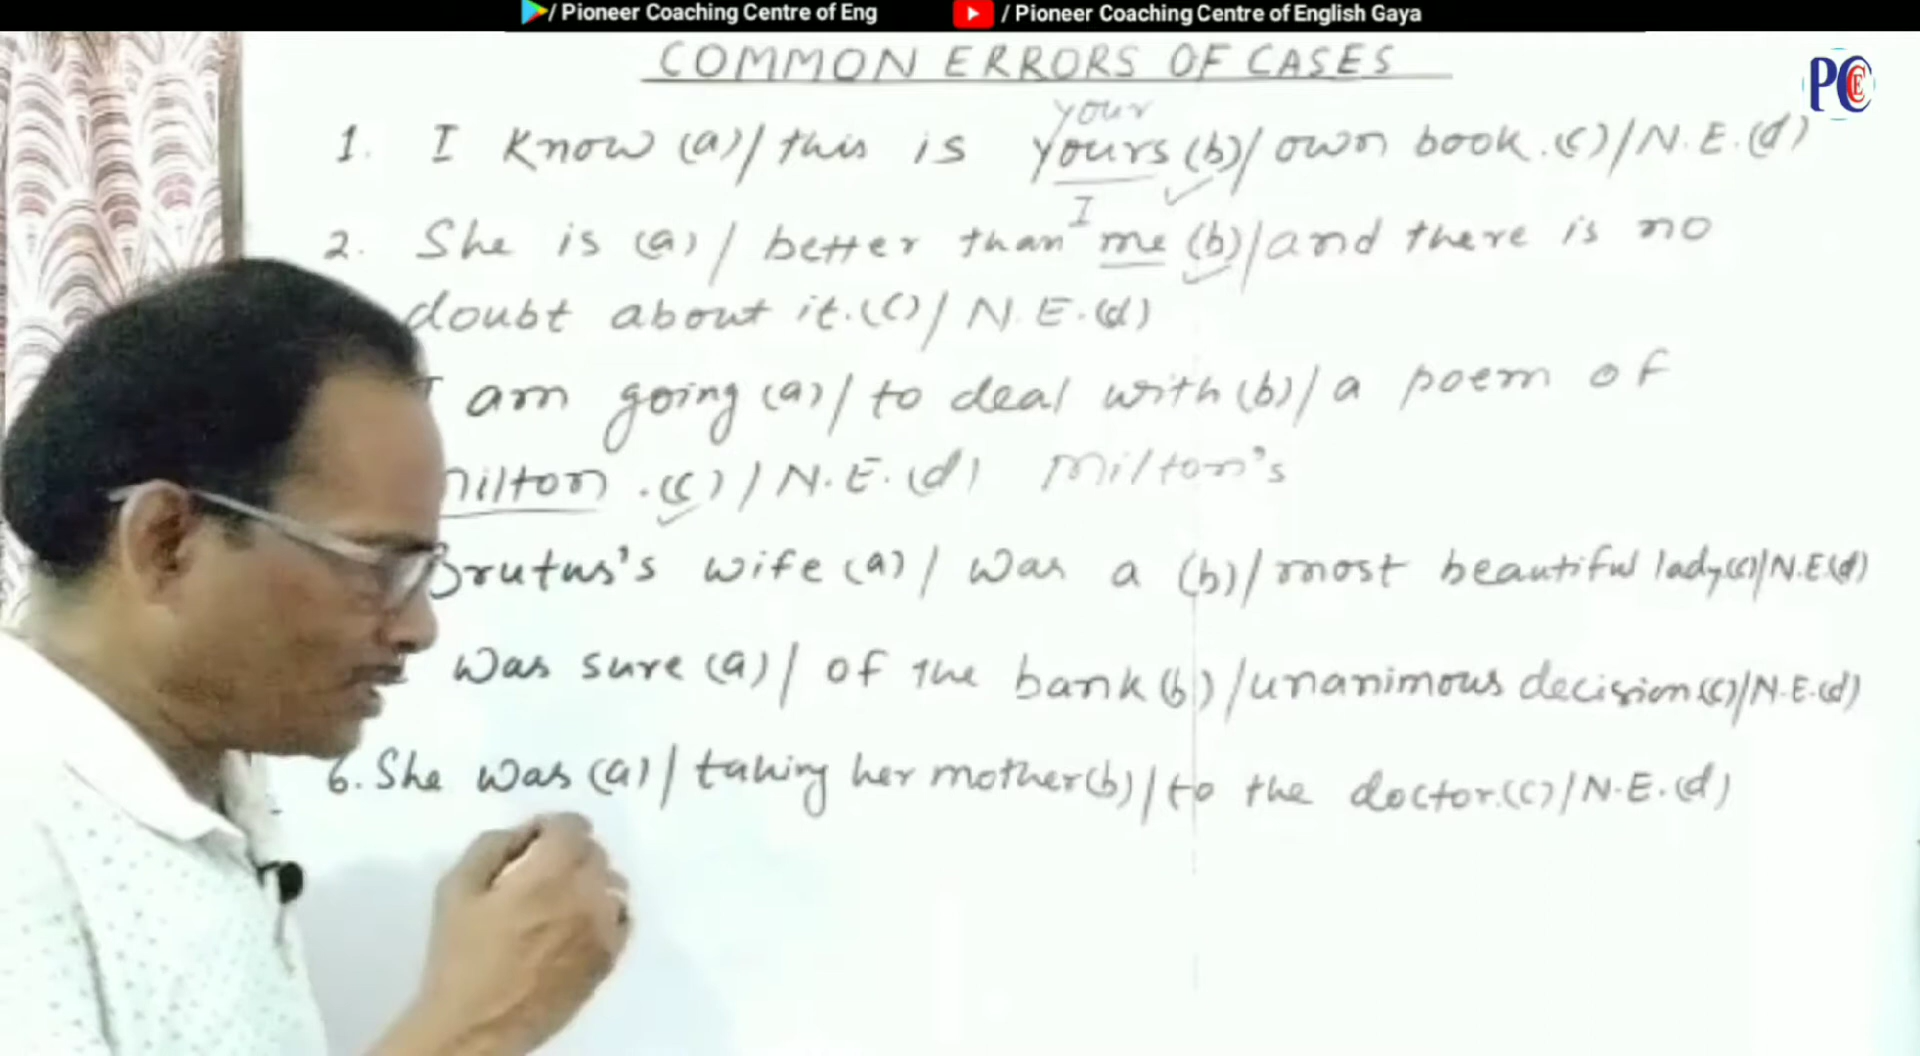 / Pioneer Coaching Centre of Eng / Pioneer Coaching Centre of English Gaya
COMMON ERRORS OF CASES
PCE
your
1. I know (a)/ this is yours (b)/ own book. (c)/ N.E. (d)
I
2. She is (a) / better than me (b)/ and there is no
doubt about it. (c)/ N.E. (d)
I am going (a)/ to deal with (b)/ a poem of
milton. (c) / N.E. (d) Milton's
Brutus's wife (a) / was a (b)/ most beautiful lady (c)/N.E.(d)
was sure (a) / of the bank (b) / unanimous decision (c)/N.E.(d)
6. She was (a) / taking her mother (b) / to the doctor. (c) / N.E. (d)